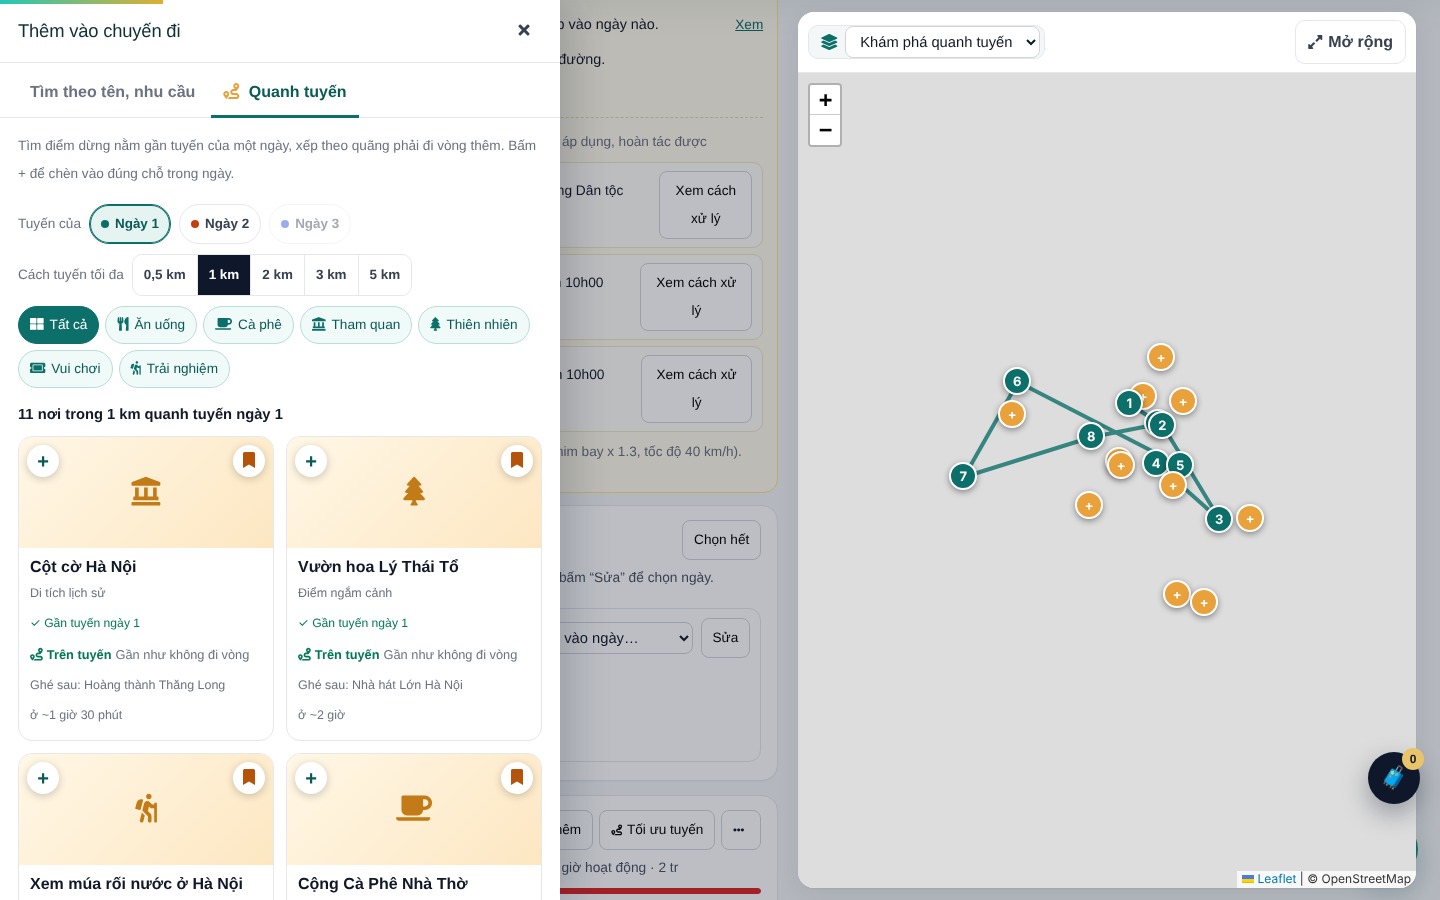 Thêm vào chuyến đi
Tìm theo tên, nhu cầu
Quanh tuyến
Tìm điểm dừng nằm gần tuyến của một ngày, xếp theo quãng phải đi vòng thêm. Bấm
+ để chèn vào đúng chỗ trong ngày.
Tuyến của
Ngày 1
Ngày 2
Ngày 3
Cách tuyến tối đa
0,5 km
1 km
2 km
3 km
5 km
Tất cả
Ăn uống
Cà phê
Tham quan
Thiên nhiên
Vui chơi
Trải nghiệm
11 nơi trong 1 km quanh tuyến ngày 1
+
Cột cờ Hà Nội
Di tích lịch sử
✓ Gần tuyến ngày 1
Trên tuyến Gần như không đi vòng
Ghé sau: Hoàng thành Thăng Long
ở ~1 giờ 30 phút
+
Vườn hoa Lý Thái Tổ
Điểm ngắm cảnh
✓ Gần tuyến ngày 1
Trên tuyến Gần như không đi vòng
Ghé sau: Nhà hát Lớn Hà Nội
ở ~2 giờ
+
Xem múa rối nước ở Hà Nội
+
Cộng Cà Phê Nhà Thờ
vào ngày nào.
Xem
đường.
áp dụng, hoàn tác được
ng Dân tộc
Xem cách
xử lý
10h00
Xem cách xử
lý
10h00
Xem cách xử
lý
him bay x 1.3, tốc độ 40 km/h).
Chọn hết
bấm “Sửa” để chọn ngày.
vào ngày…
Sửa
Tối ưu tuyến
giờ hoạt động · 2 tr
Khám phá quanh tuyến
Mở rộng
+
−
6
1
2
8
4
5
7
3
0
Leaflet | © OpenStreetMap